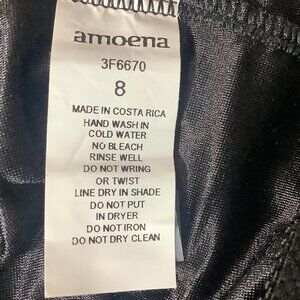 amoena
3F6670
8
MADE IN COSTA RICA
HAND WASH IN
COLD WATER
NO BLEACH
RINSE WELL
DO NOT WRING
OR TWIST
LINE DRY IN SHADE
DO NOT PUT
IN DRYER
DO NOT IRON
DO NOT DRY CLEAN